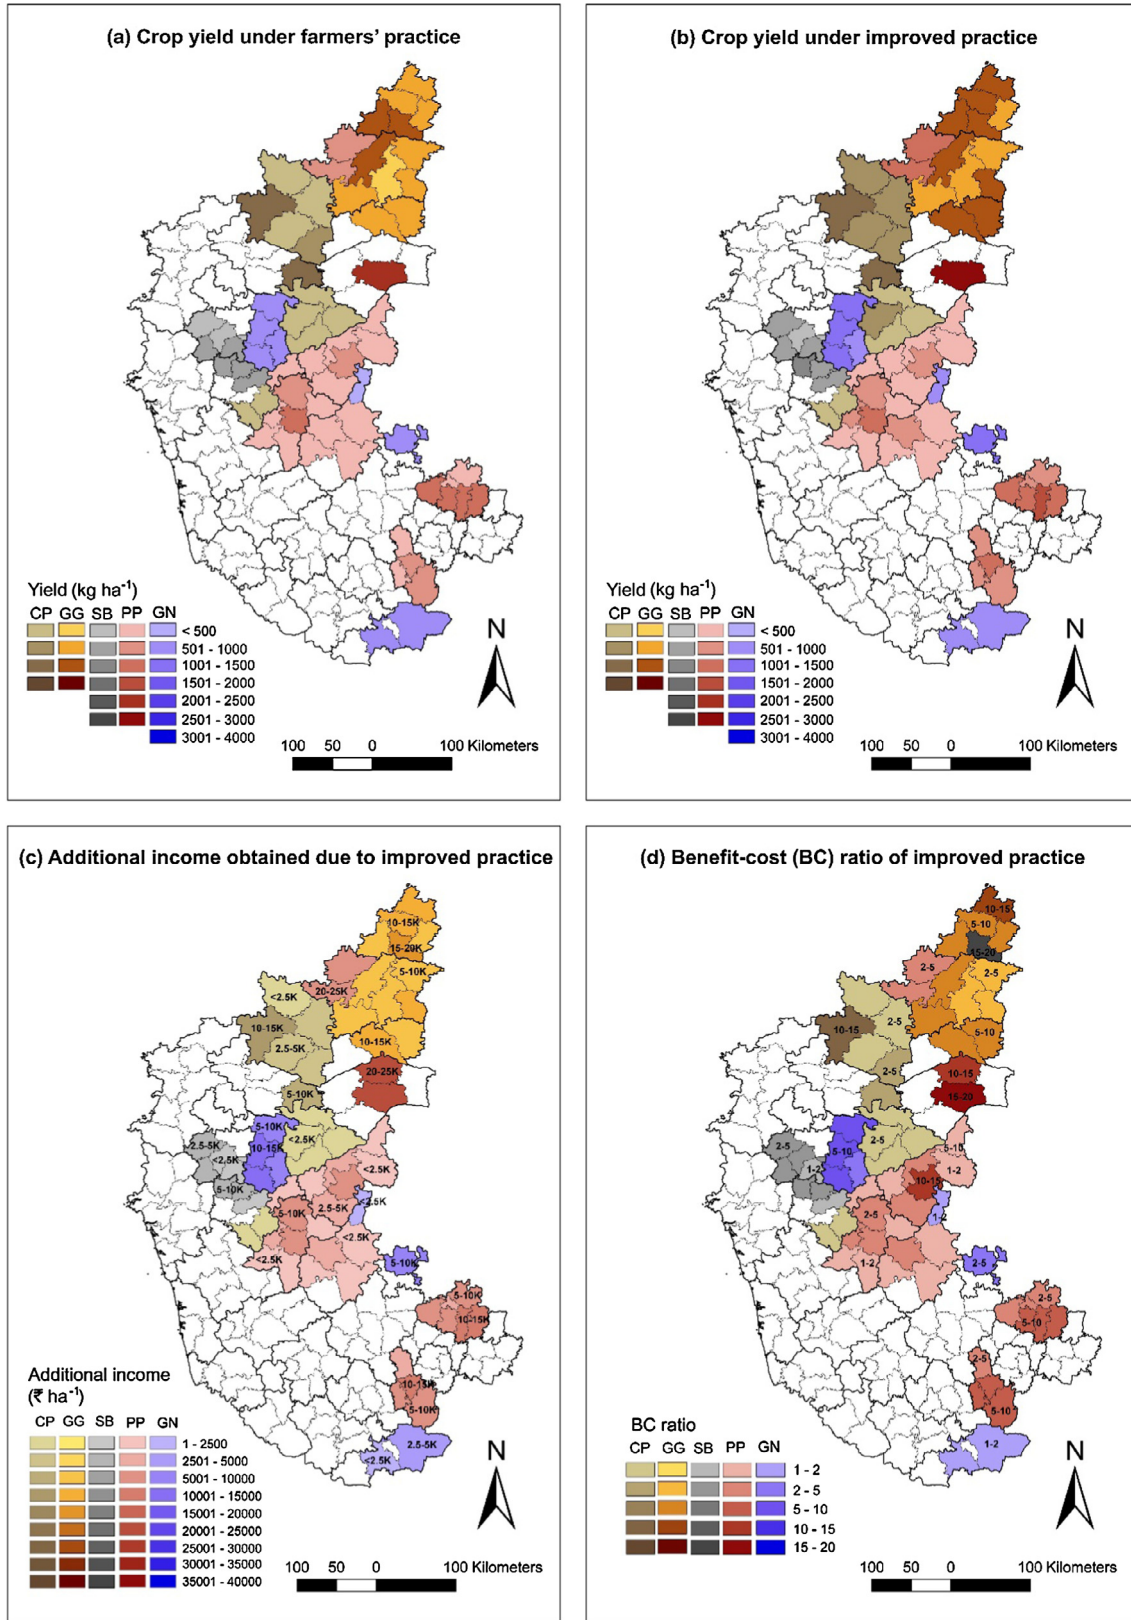 (a) Crop yield under farmers’ practice
Yield (kg ha-1)
CP GG SB PP GN
< 500
501 - 1000
1001 - 1500
1501 - 2000
2001 - 2500
2501 - 3000
3001 - 4000
N
100 50 0 100 Kilometers
(b) Crop yield under improved practice
Yield (kg ha-1)
CP GG SB PP GN
< 500
501 - 1000
1001 - 1500
1501 - 2000
2001 - 2500
2501 - 3000
3001 - 4000
N
100 50 0 100 Kilometers
(c) Additional income obtained due to improved practice
10-15K
15-20K
5-10K
<2.5K
20-25K
10-15K
2.5-5K
10-15K
20-25K
5-10K
5-10K
2.5-5K
10-15K
<2.5K
<2.5K
<2.5K
5-10K
<2.5K
5-10K
2.5-5K
<2.5K
<2.5K
5-10K
5-10K
10-15K
10-15K
5-10K
2.5-5K
<2.5K
Additional income
(₹ ha-1)
CP GG SB PP GN
1 - 2500
2501 - 5000
5001 - 10000
10001 - 15000
15001 - 20000
20001 - 25000
25001 - 30000
30001 - 35000
35001 - 40000
N
100 50 0 100 Kilometers
(d) Benefit-cost (BC) ratio of improved practice
10-15
5-10
15-20
2-5
2-5
10-15
2-5
5-10
2-5
10-15
15-20
2-5
2-5
5-10
5-10
1-2
1-2
10-15
2-5
1-2
1-2
2-5
2-5
5-10
2-5
5-10
1-2
BC ratio
CP GG SB PP GN
1 - 2
2 - 5
5 - 10
10 - 15
15 - 20
N
100 50 0 100 Kilometers